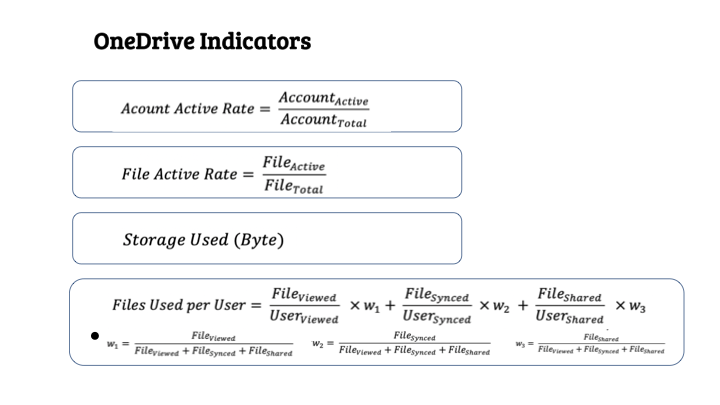 OneDrive Indicators
Acount Active Rate = Account_Active / Account_Total
File Active Rate = File_Active / File_Total
Storage Used (Byte)
Files Used per User = File_Viewed / User_Viewed × w_1 + File_Synced / User_Synced × w_2 + File_Shared / User_Shared × w_3
• w_1 = File_Viewed / File_Viewed + File_Synced + File_Shared w_2 = File_Synced / File_Viewed + File_Synced + File_Shared w_3 = File_Shared / File_Viewed + File_Synced + File_Shared